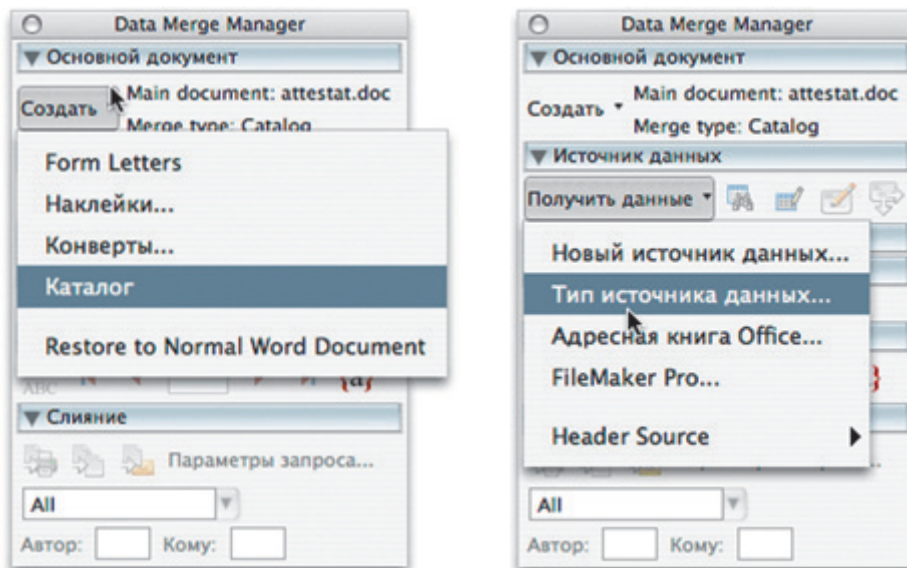 Data Merge Manager
Основной документ
Создать
Main document: attestat.doc
Merge type: Catalog
Form Letters
Наклейки...
Конверты...
Каталог
Restore to Normal Word Document
ABC
Слияние
Параметры запроса...
All
Автор:
Кому:
Data Merge Manager
Основной документ
Создать
Main document: attestat.doc
Merge type: Catalog
Источник данных
Получить данные
Новый источник данных...
Тип источника данных...
Адресная книга Office...
FileMaker Pro...
Header Source
All
Автор:
Кому: